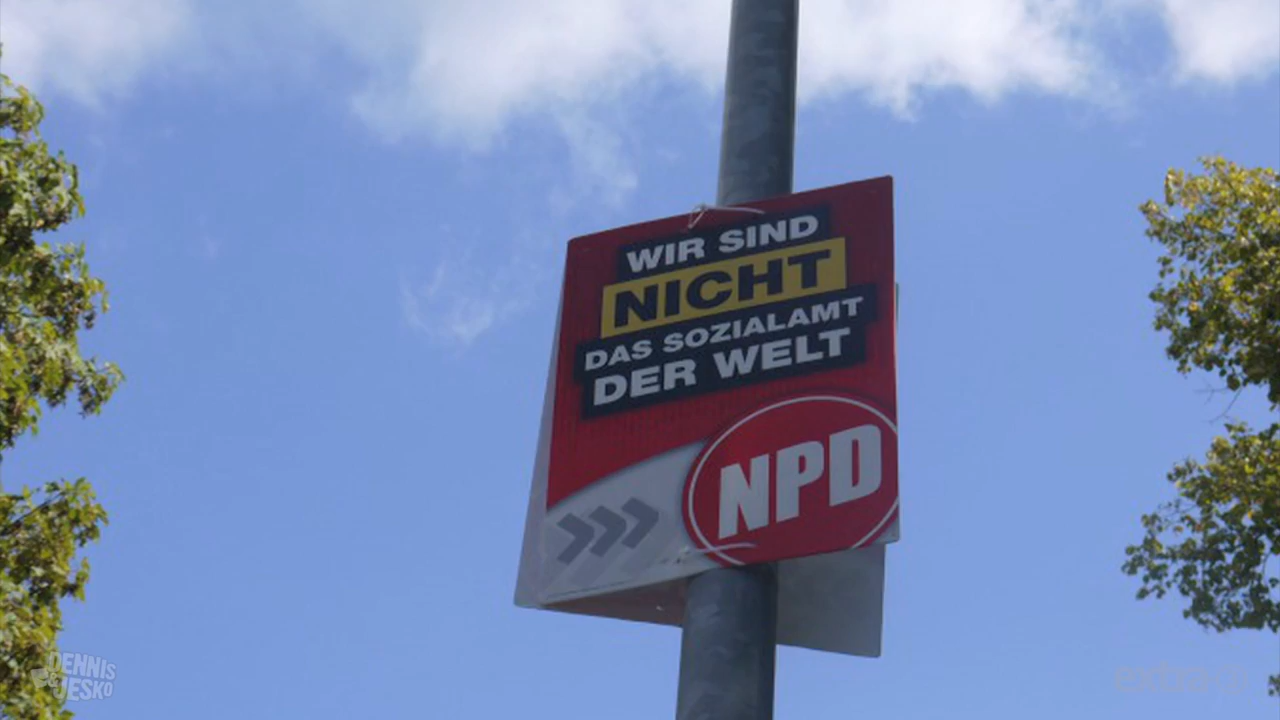 WIR SIND
NICHT
DAS SOZIALAMT
DER WELT
NPD
DENNIS
& JESKO
extra 3